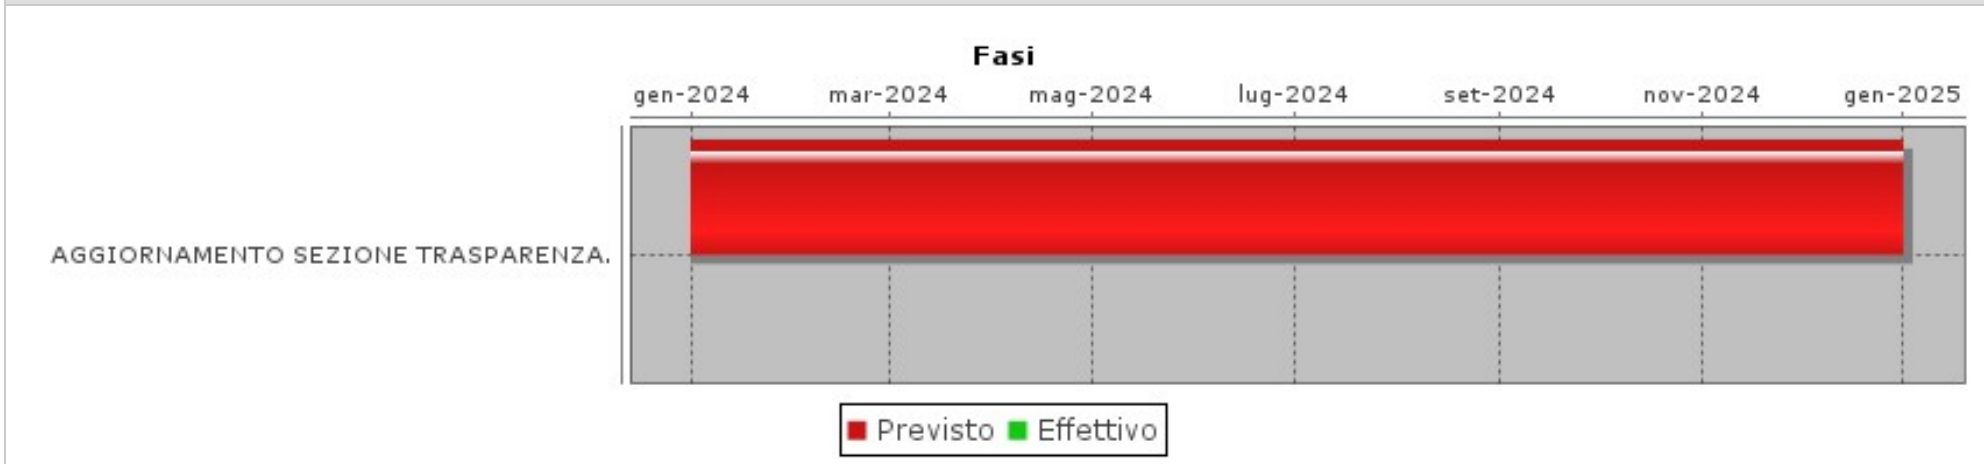 Fasi
gen-2024 mar-2024 mag-2024 lug-2024 set-2024 nov-2024 gen-2025
AGGIORNAMENTO SEZIONE TRASPARENZA.
Previsto Effettivo